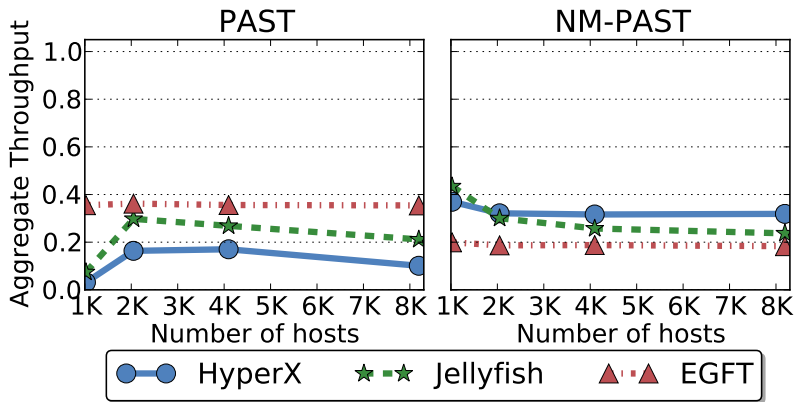 PAST
NM-PAST
Aggregate Throughput
1.0
0.8
0.6
0.4
0.2
0.0
1K 2K 3K 4K 5K 6K 7K 8K
1K 2K 3K 4K 5K 6K 7K 8K
Number of hosts
Number of hosts
HyperX
Jellyfish
EGFT